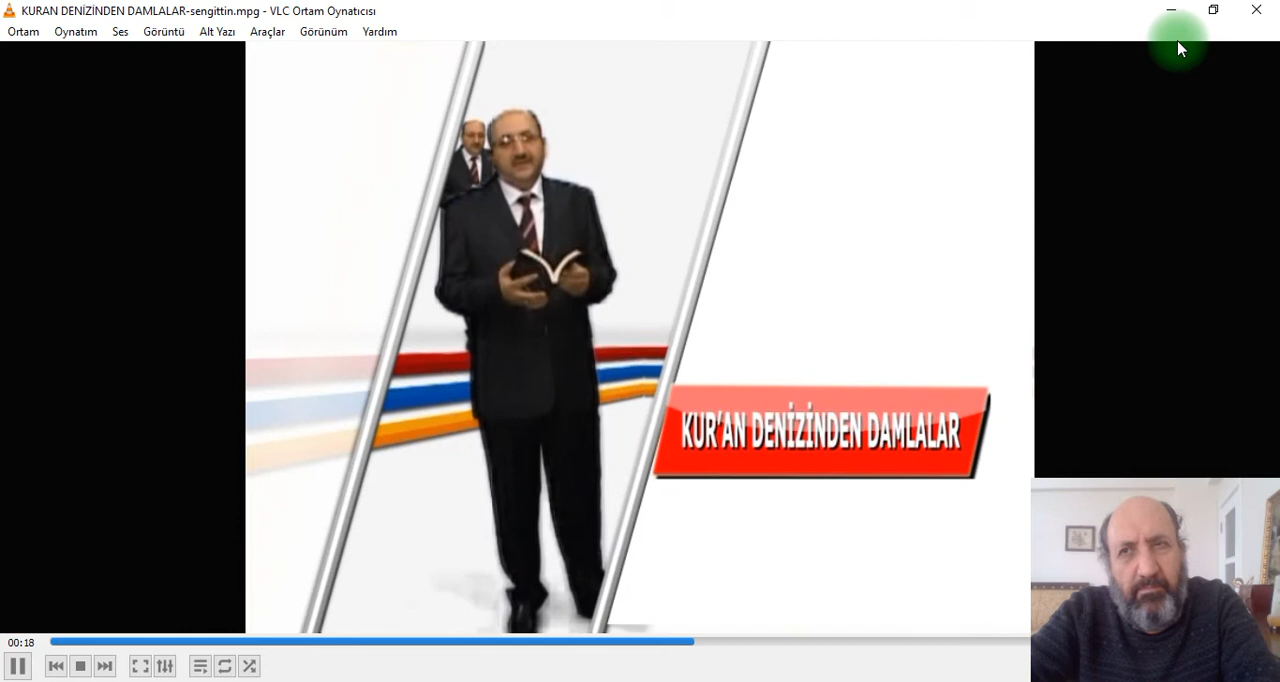 KURAN DENİZİNDEN DAMLALAR-sengittin.mpg - VLC Ortam Oynatıcısı
Ortam Oynatım Ses Görüntü Alt Yazı Araçlar Görünüm Yardım
KUR'AN DENİZİNDEN DAMLALAR
00:18